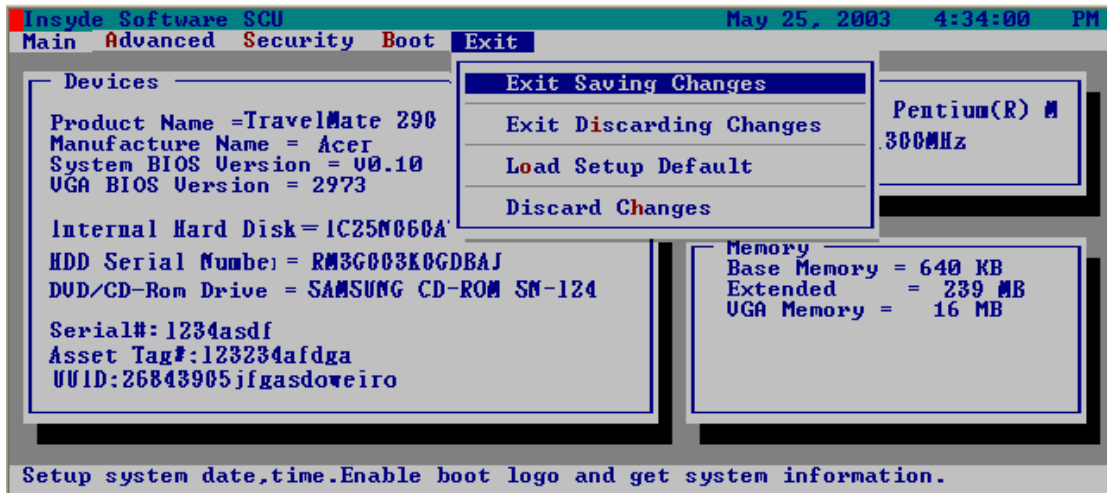 Insyde Software SCU May 25, 2003 4:34:00 PM
Main Advanced Security Boot Exit
Exit Saving Changes
Exit Discarding Changes
Load Setup Default
Discard Changes
Devices
Product Name =TravelMate 290
Manufacture Name = Acer
System BIOS Version = V0.10
VGA BIOS Version = 2973
Internal Hard Disk=IC25N060A
HDD Serial Number= RM3G003K0GDBAJ
DVD/CD-Rom Drive = SAMSUNG CD-ROM SN-124
Serial#:1234asdf
Asset Tag#:123234afdga
UUID:26843905jfgasdoweiro
Pentium(R) M
.300MHz
Memory
Base Memory = 640 KB
Extended = 239 MB
VGA Memory = 16 MB
Setup system date,time.Enable boot logo and get system information.